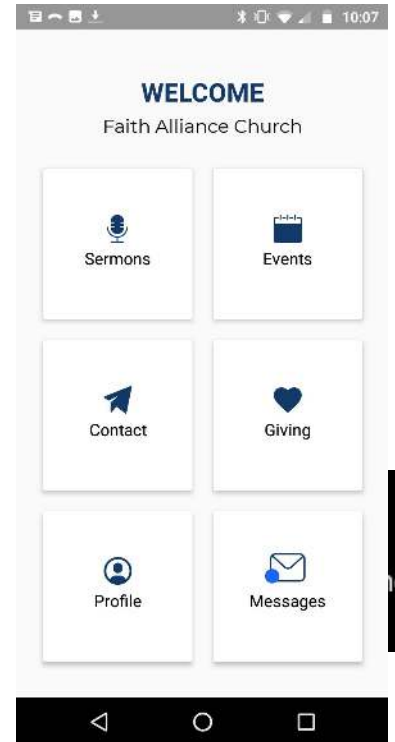 10:07
WELCOME
Faith Alliance Church
Sermons
Events
Contact
Giving
Profile
Messages